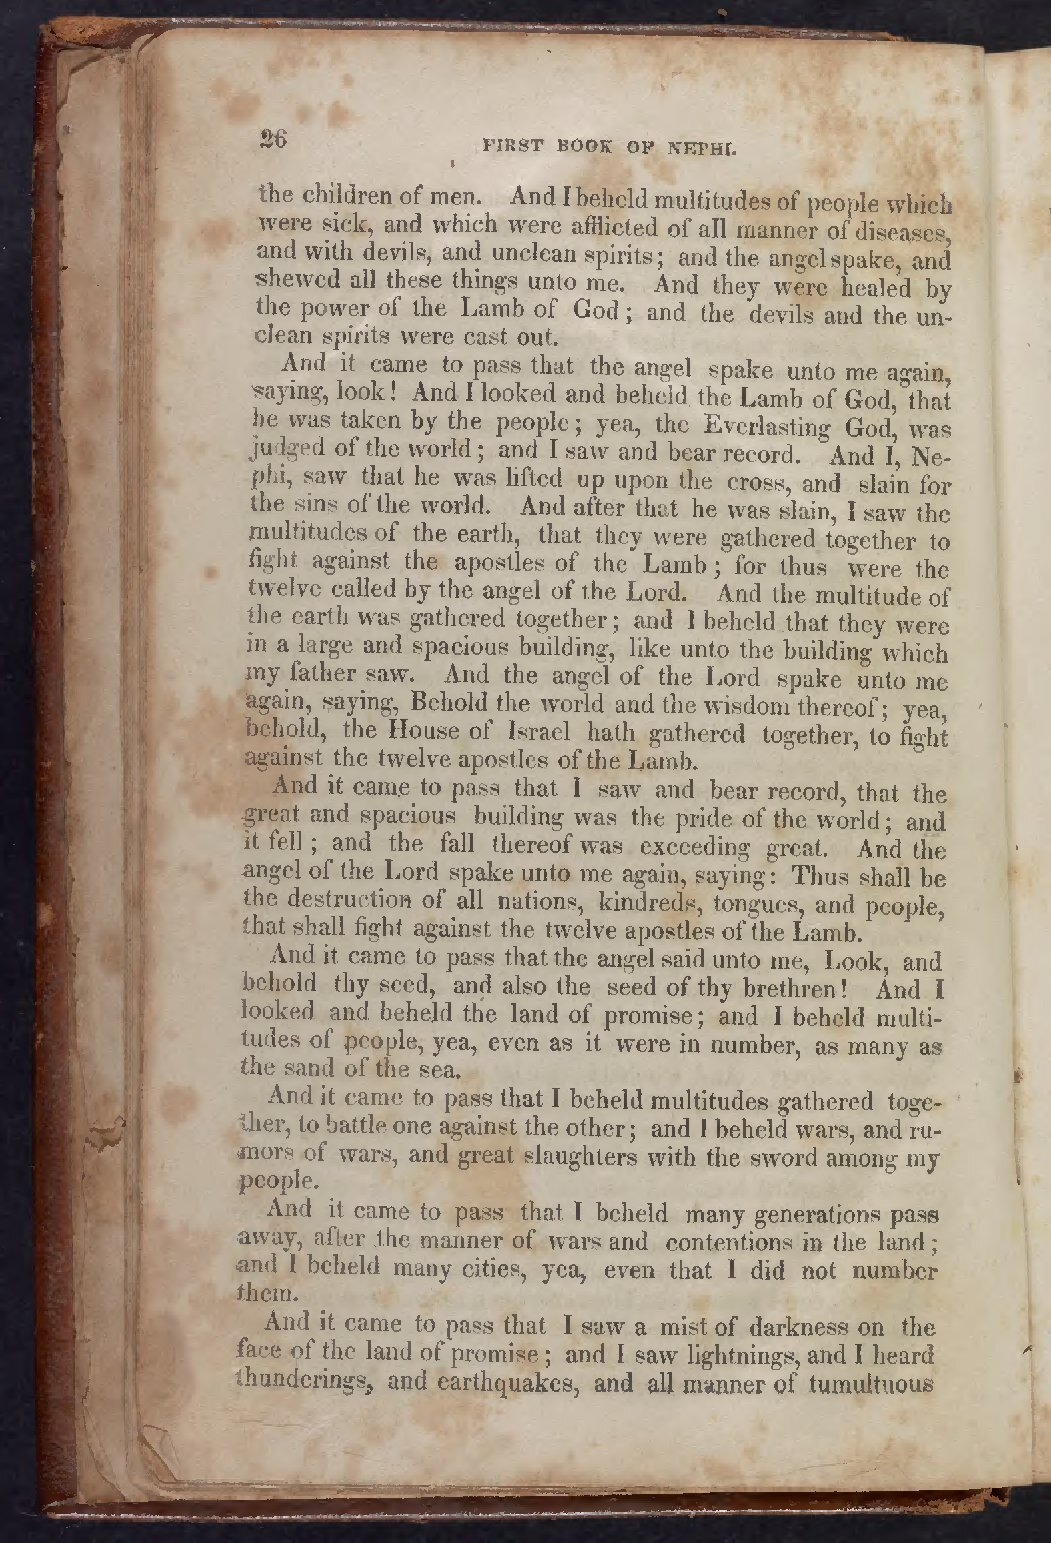 26
FIRST BOOK OF NEPHI.
the children of men. And I beheld multitudes of people which
were sick, and which were afflicted of all manner of diseases,
and with devils, and unclean spirits; and the angel spake, and
shewed all these things unto me. And they were healed by
the power of the Lamb of God; and the devils and the un-
clean spirits were cast out.
And it came to pass that the angel spake unto me again,
saying, look! And I looked and beheld the Lamb of God, that
he was taken by the people; yea, the Everlasting God, was
judged of the world; and I saw and bear record. And I, Ne-
phi, saw that he was lifted up upon the cross, and slain for
the sins of the world. And after that he was slain, I saw the
multitudes of the earth, that they were gathered together to
fight against the apostles of the Lamb; for thus were the
twelve called by the angel of the Lord. And the multitude of
the earth was gathered together; and I beheld that they were
in a large and spacious building, like unto the building which
my father saw. And the angel of the Lord spake unto me
again, saying, Behold the world and the wisdom thereof; yea,
behold, the House of Israel hath gathered together, to fight
against the twelve apostles of the Lamb.
And it came to pass that I saw and bear record, that the
great and spacious building was the pride of the world; and
it fell; and the fall thereof was exceeding great. And the
angel of the Lord spake unto me again, saying: Thus shall be
the destruction of all nations, kindreds, tongues, and people,
that shall fight against the twelve apostles of the Lamb.
And it came to pass that the angel said unto me, Look, and
behold thy seed, and also the seed of thy brethren! And I
looked and beheld the land of promise; and I beheld multi-
tudes of people, yea, even as it were in number, as many as
the sand of the sea.
And it came to pass that I beheld multitudes gathered toge-
ther, to battle one against the other; and I beheld wars, and ru-
mors of wars, and great slaughters with the sword among my
people.
And it came to pass that I beheld many generations pass
away, after the manner of wars and contentions in the land;
and I beheld many cities, yea, even that I did not number
them.
And it came to pass that I saw a mist of darkness on the
face of the land of promise; and I saw lightnings, and I heard
thunderings, and earthquakes, and all manner of tumultuous